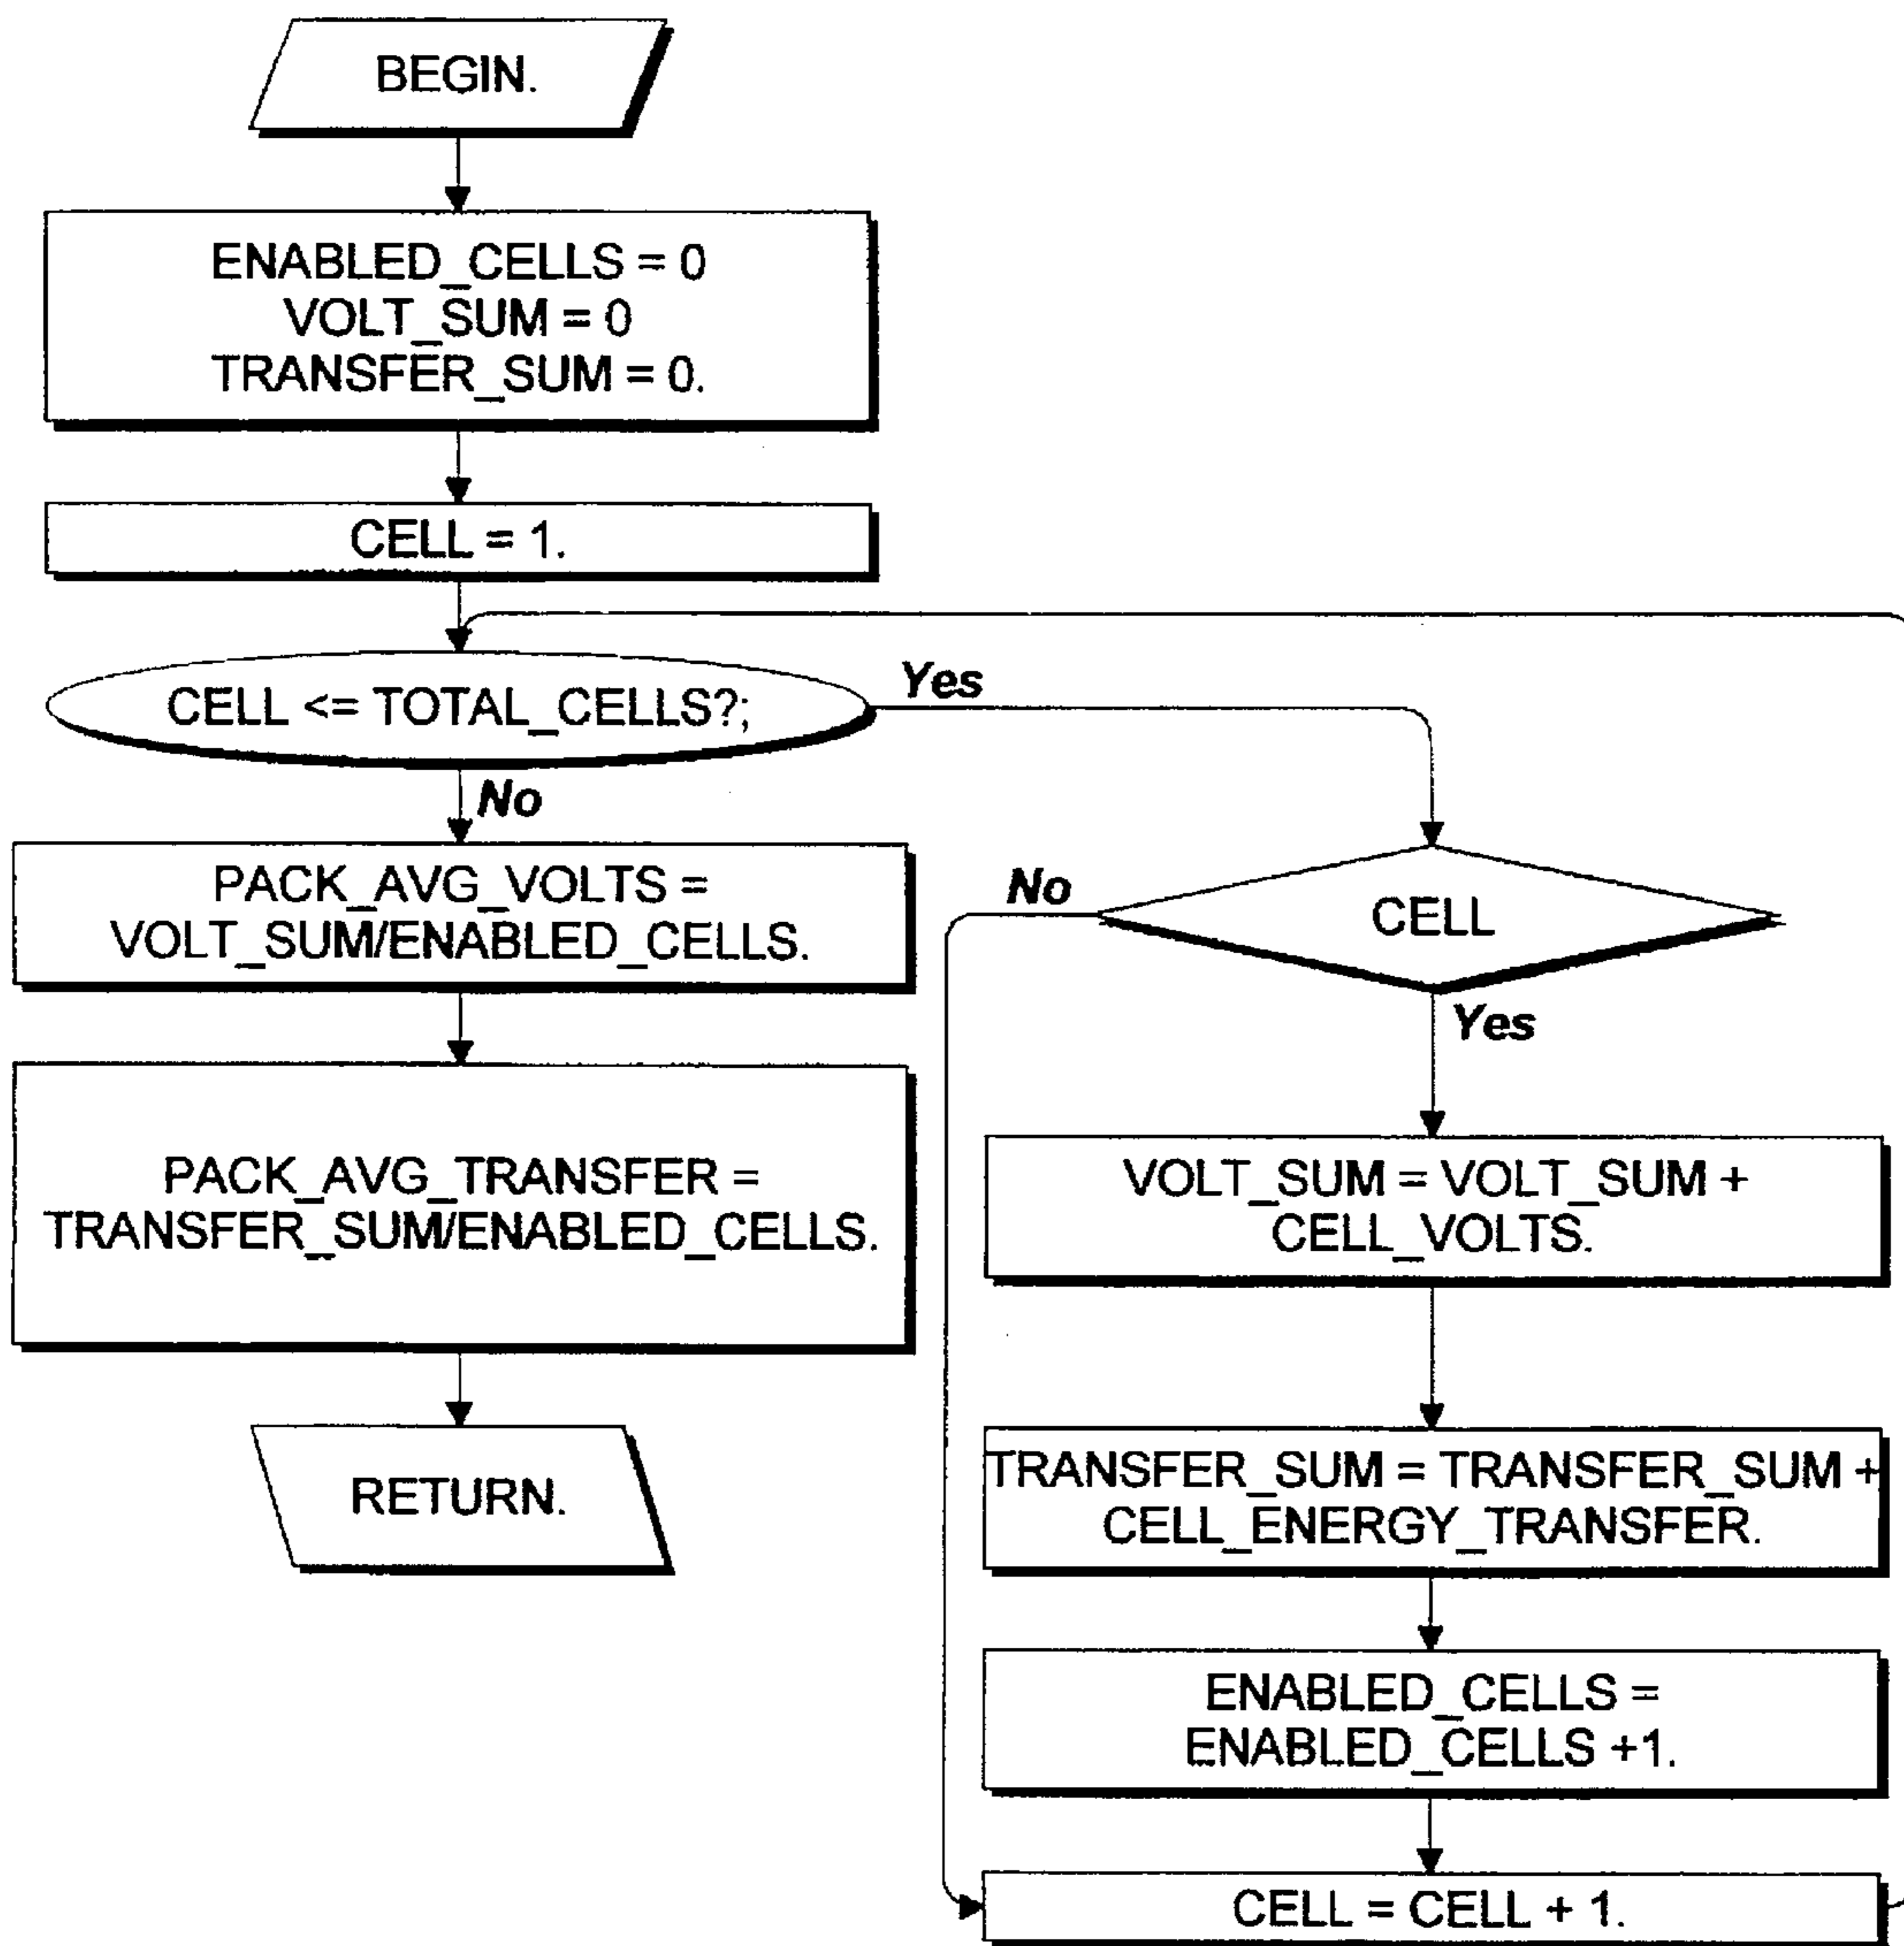 BEGIN.
ENABLED_CELLS = 0
VOLT_SUM = 0
TRANSFER_SUM = 0.
CELL = 1.
CELL <= TOTAL_CELLS?;
Yes
No
PACK_AVG_VOLTS =
VOLT_SUM/ENABLED_CELLS.
PACK_AVG_TRANSFER =
TRANSFER_SUM/ENABLED_CELLS.
RETURN.
CELL
No
Yes
VOLT_SUM = VOLT_SUM +
CELL_VOLTS.
TRANSFER_SUM = TRANSFER_SUM +
CELL_ENERGY_TRANSFER.
ENABLED_CELLS =
ENABLED_CELLS +1.
CELL = CELL + 1.